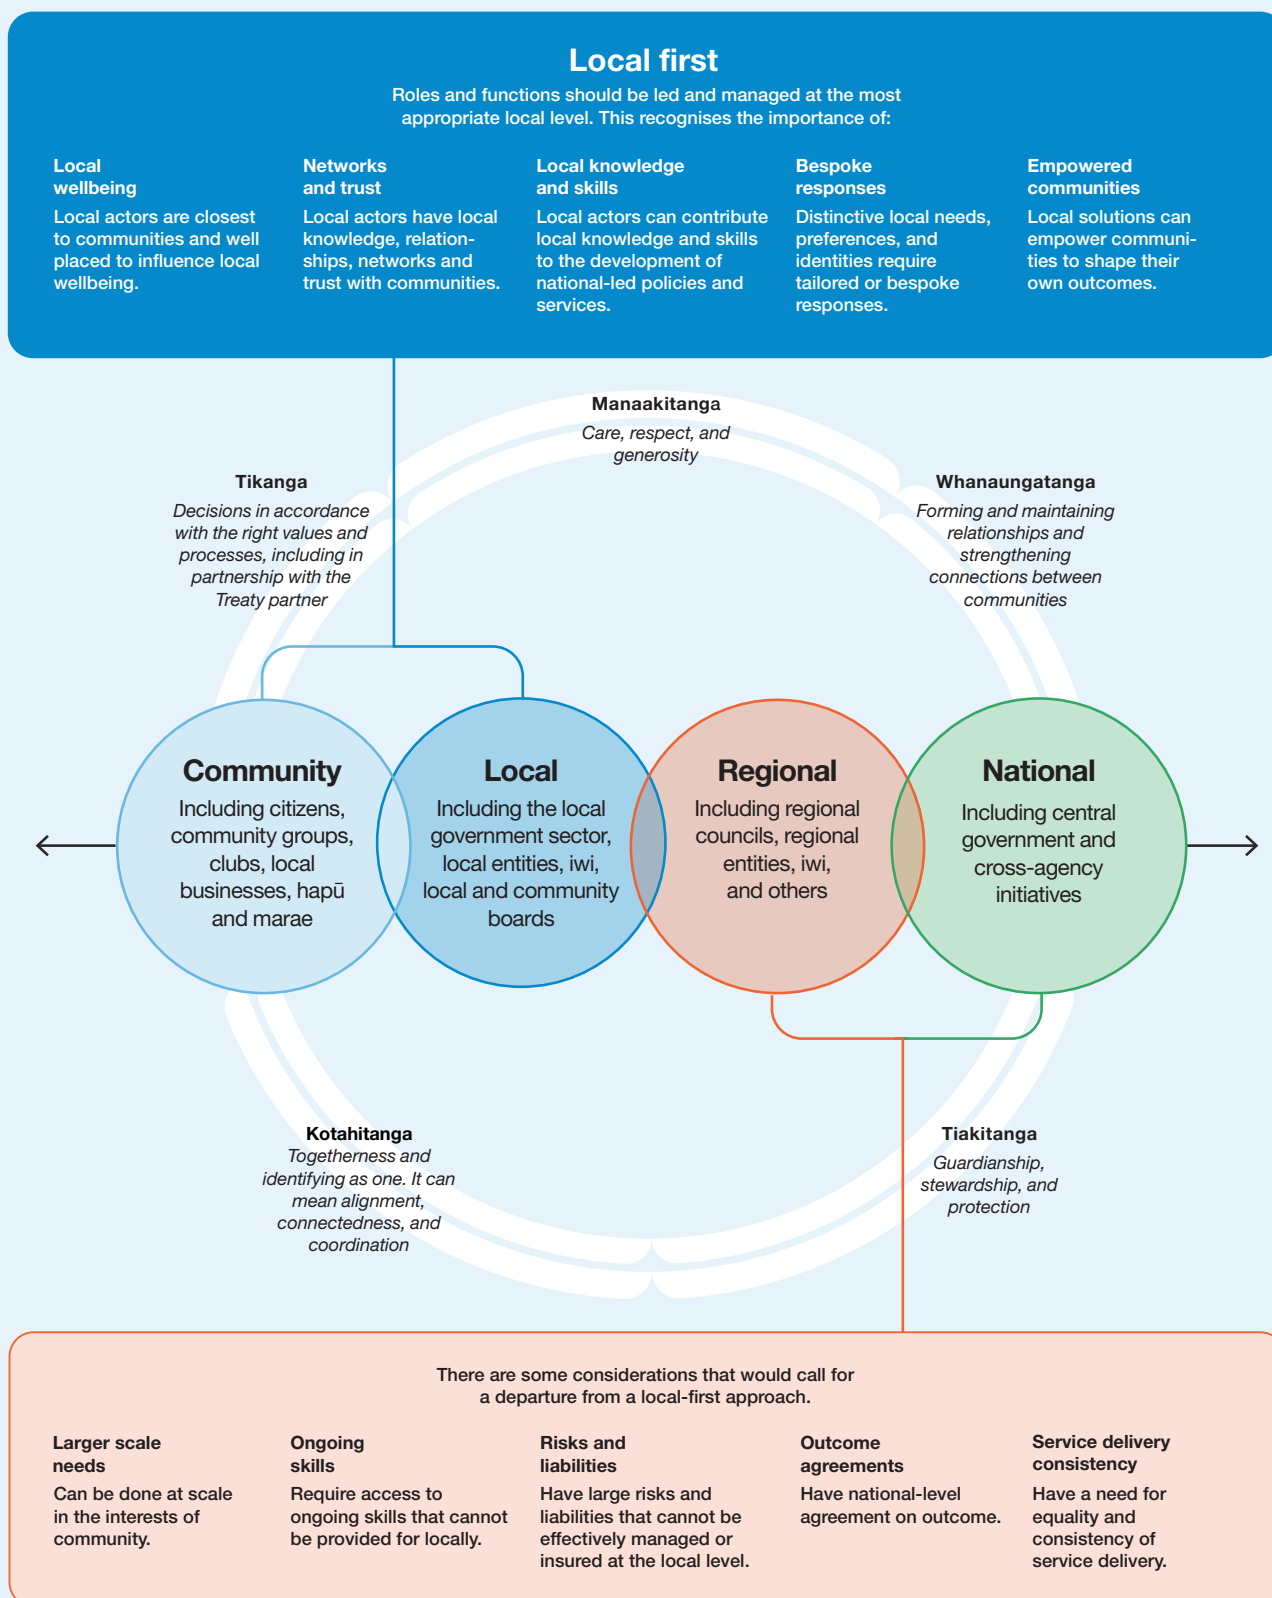 Local first
Roles and functions should be led and managed at the most
appropriate local level. This recognises the importance of:
Local
wellbeing
Local actors are closest
to communities and well
placed to influence local
wellbeing.
Networks
and trust
Local actors have local
knowledge, relation-
ships, networks and
trust with communities.
Local knowledge
and skills
Local actors can contribute
local knowledge and skills
to the development of
national-led policies and
services.
Bespoke
responses
Distinctive local needs,
preferences, and
identities require
tailored or bespoke
responses.
Empowered
communities
Local solutions can
empower communi-
ties to shape their
own outcomes.
Manaakitanga
Care, respect, and
generosity
Tikanga
Decisions in accordance
with the right values and
processes, including in
partnership with the
Treaty partner
Whanaungatanga
Forming and maintaining
relationships and
strengthening
connections between
communities
Community
Including citizens,
community groups,
clubs, local
businesses, hapū
and marae
Local
Including the local
government sector,
local entities, iwi,
local and community
boards
Regional
Including regional
councils, regional
entities, iwi,
and others
National
Including central
government and
cross-agency
initiatives
Kotahitanga
Togetherness and
identifying as one. It can
mean alignment,
connectedness, and
coordination
Tiakitanga
Guardianship,
stewardship, and
protection
There are some considerations that would call for
a departure from a local-first approach.
Larger scale
needs
Can be done at scale
in the interests of
community.
Ongoing
skills
Require access to
ongoing skills that cannot
be provided for locally.
Risks and
liabilities
Have large risks and
liabilities that cannot be
effectively managed or
insured at the local level.
Outcome
agreements
Have national-level
agreement on outcome.
Service delivery
consistency
Have a need for
equality and
consistency of
service delivery.